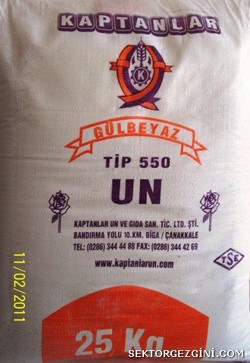 KAPTANLAR
K
GÜLBEYAZ
TİP 550
UN
KAPTANLAR UN VE GIDA SAN. TİC. LTD. ŞTİ.
BANDIRMA YOLU 10.KM. BİGA / ÇANAKKALE
TEL: (0286) 344 44 88 FAX: (0286) 344 42 69
www.kaptanlarun.com
TSE
25 Kg
11/02/2011
SEKTORGEZGINI.COM